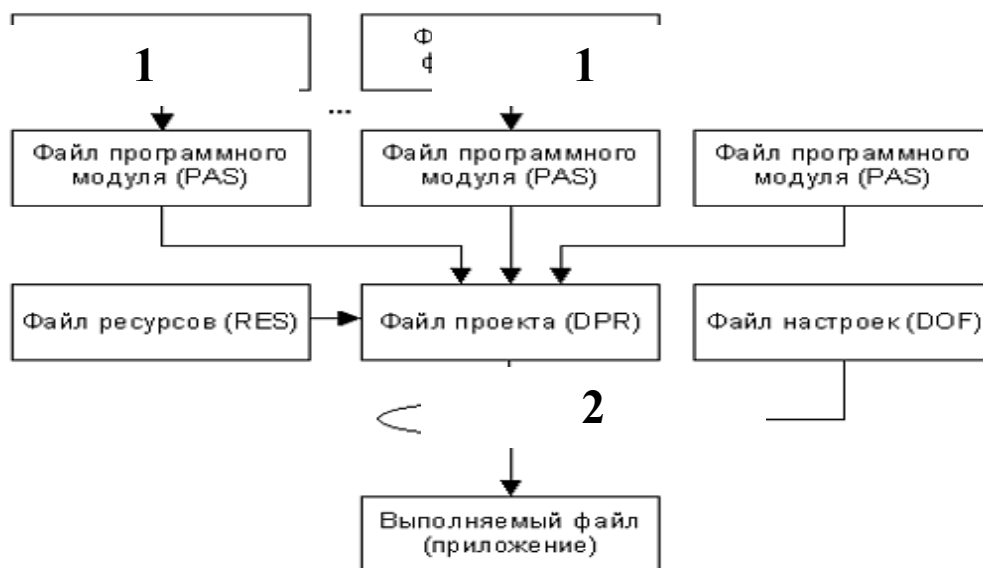 1
1
...
Файл программного
модуля (PAS)
Файл программного
модуля (PAS)
Файл программного
модуля (PAS)
Файл ресурсов (RES)
Файл проекта (DPR)
Файл настроек (DOF)
2
Выполняемый файл
(приложение)